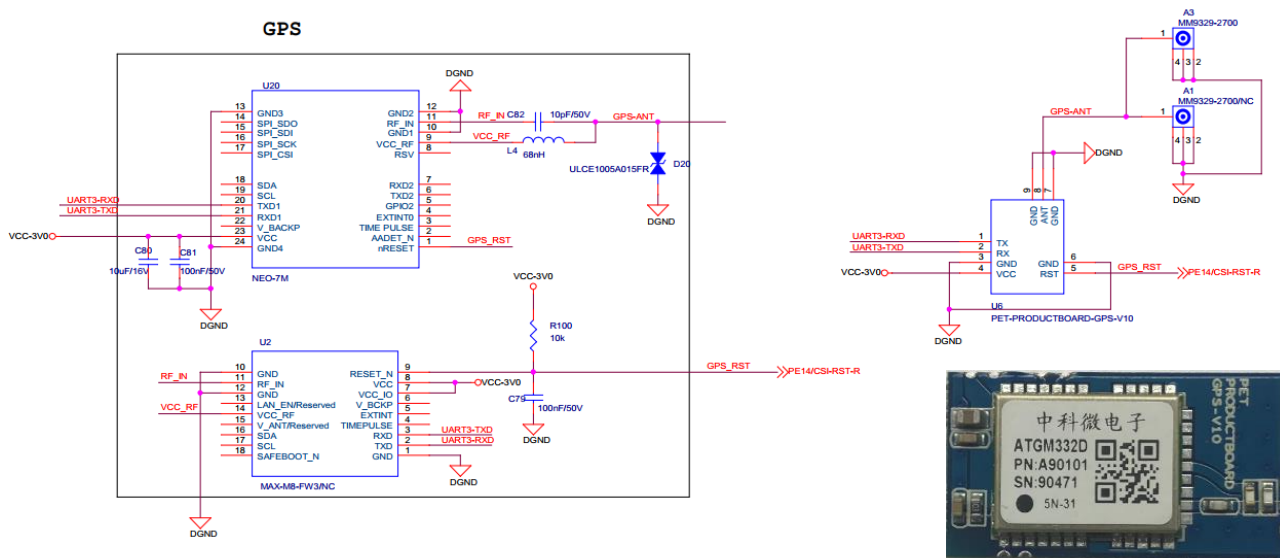 GPS
U20
NEO-7M
13 GND3
14 SPI_SDO
15 SPI_SDI
16 SPI_SCK
17 SPI_CSI
18 SDA
19 SCL
20 TXD1
21 RXD1
22 V_BACKP
23 VCC
24 GND4
GND2 12
RF_IN 11
GND1 10
VCC_RF 9
RSV 8
RXD2 7
TXD2 6
GPIO2 5
EXTINT0 4
TIME PULSE 3
AADET_N 2
nRESET 1
UART3-RXD
UART3-TXD
VCC-3V0
C80
10uF/16V
C81
100nF/50V
DGND
DGND
RF_IN
C82
10pF/50V
VCC_RF
L4
68nH
GPS-ANT
ULCE1005A015FR
D20
DGND
GPS_RST
VCC-3V0
R100
10k
GPS_RST
PE14/CSI-RST-R
VCC-3V0
C79
100nF/50V
DGND
U2
10 GND
11 RF_IN
12 GND
13 LAN_EN/Reserved
14 VCC_RF
15 V_ANT/Reserved
16 SDA
17 SCL
18 SAFEBOOT_N
RESET_N 9
VCC 8
VCC_IO 7
V_BCKP 6
EXTINT 5
TIMEPULSE 4
RXD 3
TXD 2
GND 1
MAX-M8-FW3/NC
RF_IN
VCC_RF
UART3-TXD
UART3-RXD
DGND
DGND
A3
MM9329-2700
1
4 3 2
A1
MM9329-2700/NC
1
4 3 2
GPS-ANT
DGND
DGND
9 8 7
GND ANT GND
UART3-RXD
UART3-TXD
VCC-3V0
1 TX
2 RX
3 GND
4 VCC
GND 6
RST 5
GPS_RST
PE14/CSI-RST-R
U6
PET-PRODUCTBOARD-GPS-V10
DGND
中科微电子
ATGM332D
PN:A90101
SN:90471
5N-31
PET
PRODUCTBOARD
GPS-V10